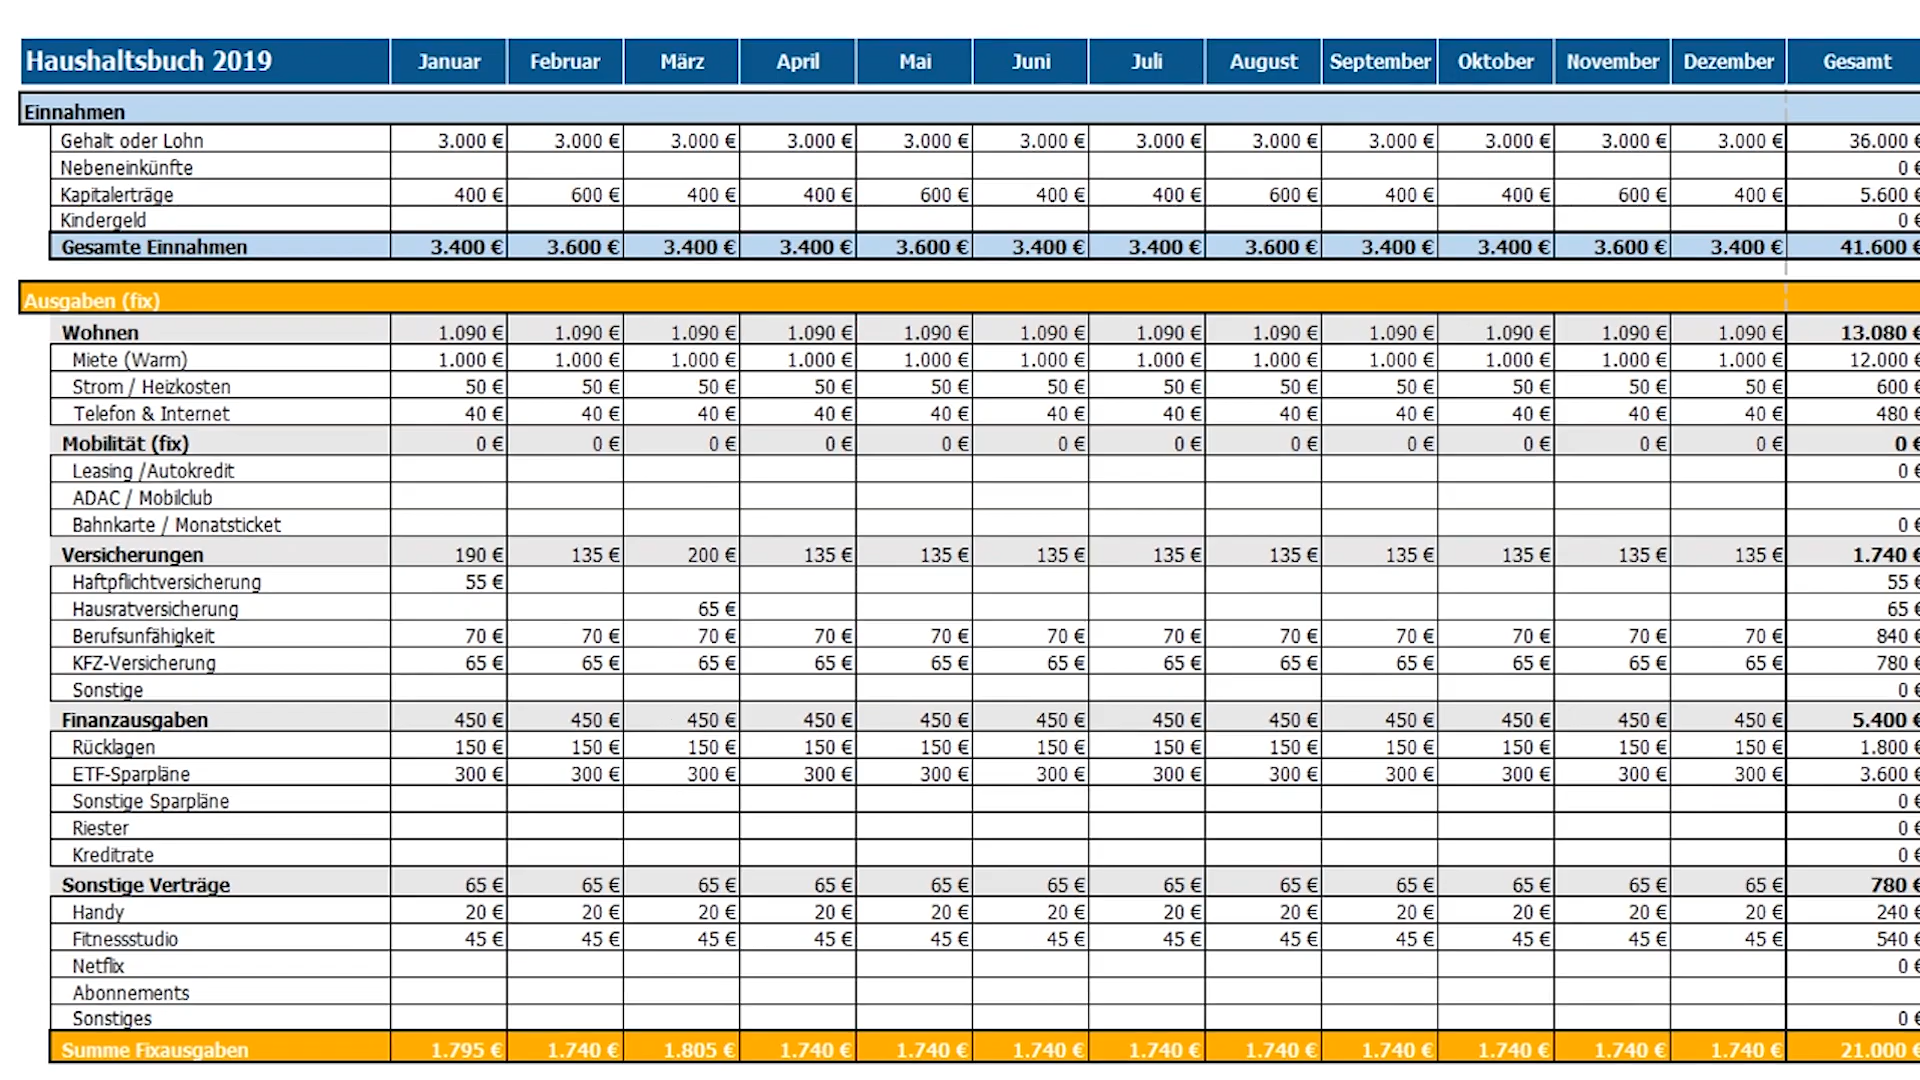 Haushaltsbuch 2019 Januar Februar März April Mai Juni Juli August September Oktober November Dezember Gesamt
Einnahmen
Gehalt oder Lohn 3.000 € 3.000 € 3.000 € 3.000 € 3.000 € 3.000 € 3.000 € 3.000 € 3.000 € 3.000 € 3.000 € 3.000 € 36.000 €
Nebeneinkünfte 0 €
Kapitalerträge 400 € 600 € 400 € 400 € 600 € 400 € 400 € 600 € 400 € 400 € 600 € 400 € 5.600 €
Kindergeld 0 €
Gesamte Einnahmen 3.400 € 3.600 € 3.400 € 3.400 € 3.600 € 3.400 € 3.400 € 3.600 € 3.400 € 3.400 € 3.600 € 3.400 € 41.600 €
Ausgaben (fix)
Wohnen 1.090 € 1.090 € 1.090 € 1.090 € 1.090 € 1.090 € 1.090 € 1.090 € 1.090 € 1.090 € 1.090 € 1.090 € 13.080 €
Miete (Warm) 1.000 € 1.000 € 1.000 € 1.000 € 1.000 € 1.000 € 1.000 € 1.000 € 1.000 € 1.000 € 1.000 € 1.000 € 12.000 €
Strom / Heizkosten 50 € 50 € 50 € 50 € 50 € 50 € 50 € 50 € 50 € 50 € 50 € 50 € 600 €
Telefon & Internet 40 € 40 € 40 € 40 € 40 € 40 € 40 € 40 € 40 € 40 € 40 € 40 € 480 €
Mobilität (fix) 0 € 0 € 0 € 0 € 0 € 0 € 0 € 0 € 0 € 0 € 0 € 0 € 0 €
Leasing /Autokredit 0 €
ADAC / Mobilclub
Bahnkarte / Monatsticket 0 €
Versicherungen 190 € 135 € 200 € 135 € 135 € 135 € 135 € 135 € 135 € 135 € 135 € 135 € 1.740 €
Haftpflichtversicherung 55 € 55 €
Hausratversicherung 65 € 65 €
Berufsunfähigkeit 70 € 70 € 70 € 70 € 70 € 70 € 70 € 70 € 70 € 70 € 70 € 70 € 840 €
KFZ-Versicherung 65 € 65 € 65 € 65 € 65 € 65 € 65 € 65 € 65 € 65 € 65 € 65 € 780 €
Sonstige 0 €
Finanzausgaben 450 € 450 € 450 € 450 € 450 € 450 € 450 € 450 € 450 € 450 € 450 € 450 € 5.400 €
Rücklagen 150 € 150 € 150 € 150 € 150 € 150 € 150 € 150 € 150 € 150 € 150 € 150 € 1.800 €
ETF-Sparpläne 300 € 300 € 300 € 300 € 300 € 300 € 300 € 300 € 300 € 300 € 300 € 300 € 3.600 €
Sonstige Sparpläne 0 €
Riester 0 €
Kreditrate 0 €
Sonstige Verträge 65 € 65 € 65 € 65 € 65 € 65 € 65 € 65 € 65 € 65 € 65 € 65 € 780 €
Handy 20 € 20 € 20 € 20 € 20 € 20 € 20 € 20 € 20 € 20 € 20 € 20 € 240 €
Fitnessstudio 45 € 45 € 45 € 45 € 45 € 45 € 45 € 45 € 45 € 45 € 45 € 45 € 540 €
Netflix 0 €
Abonnements
Sonstiges 0 €
Summe Fixausgaben 1.795 € 1.740 € 1.805 € 1.740 € 1.740 € 1.740 € 1.740 € 1.740 € 1.740 € 1.740 € 1.740 € 1.740 € 21.000 €